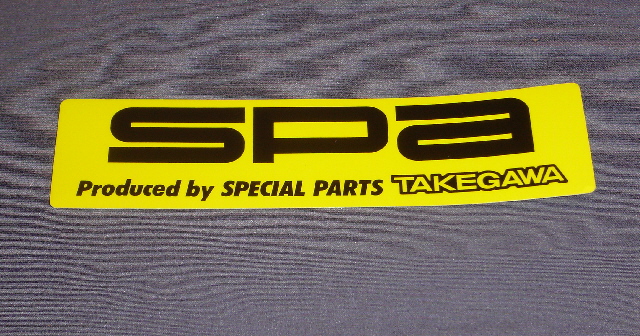 spa
Produced by SPECIAL PARTS TAKEGAWA